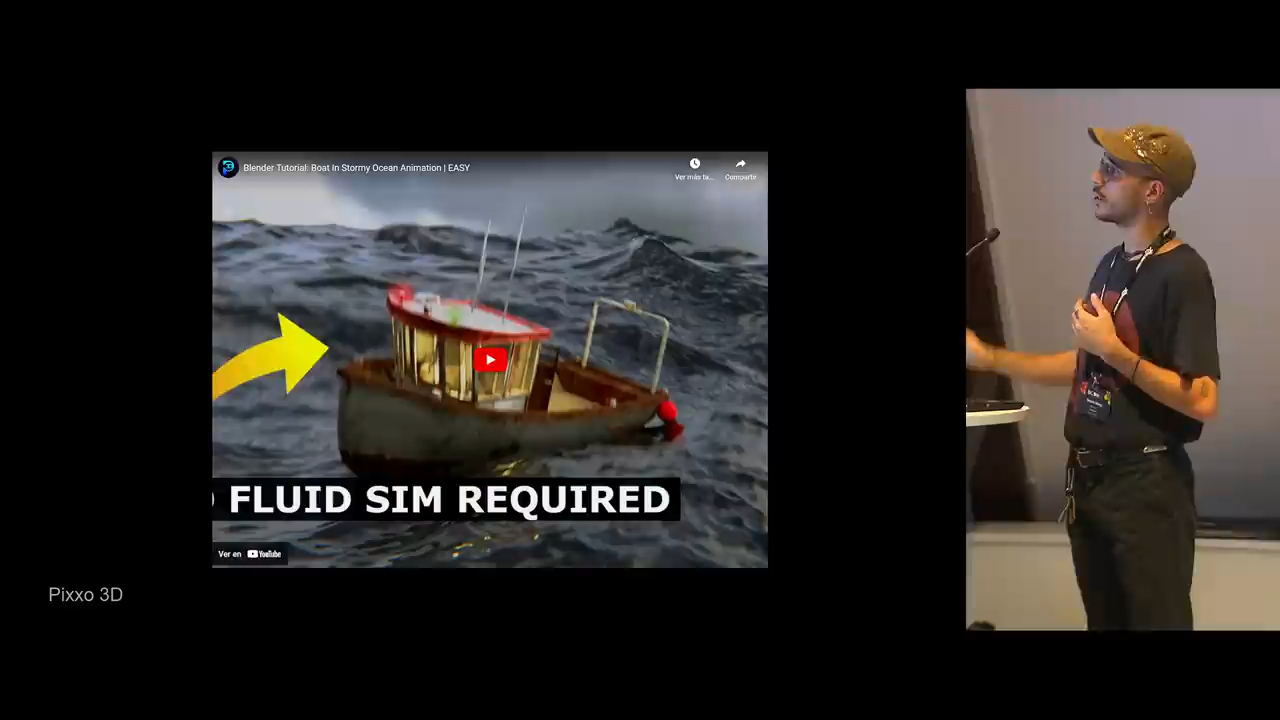 Blender Tutorial: Boat In Stormy Ocean Animation | EASY
Ver más ta...
Compartir
FLUID SIM REQUIRED
Ver en YouTube
Pixxo 3D